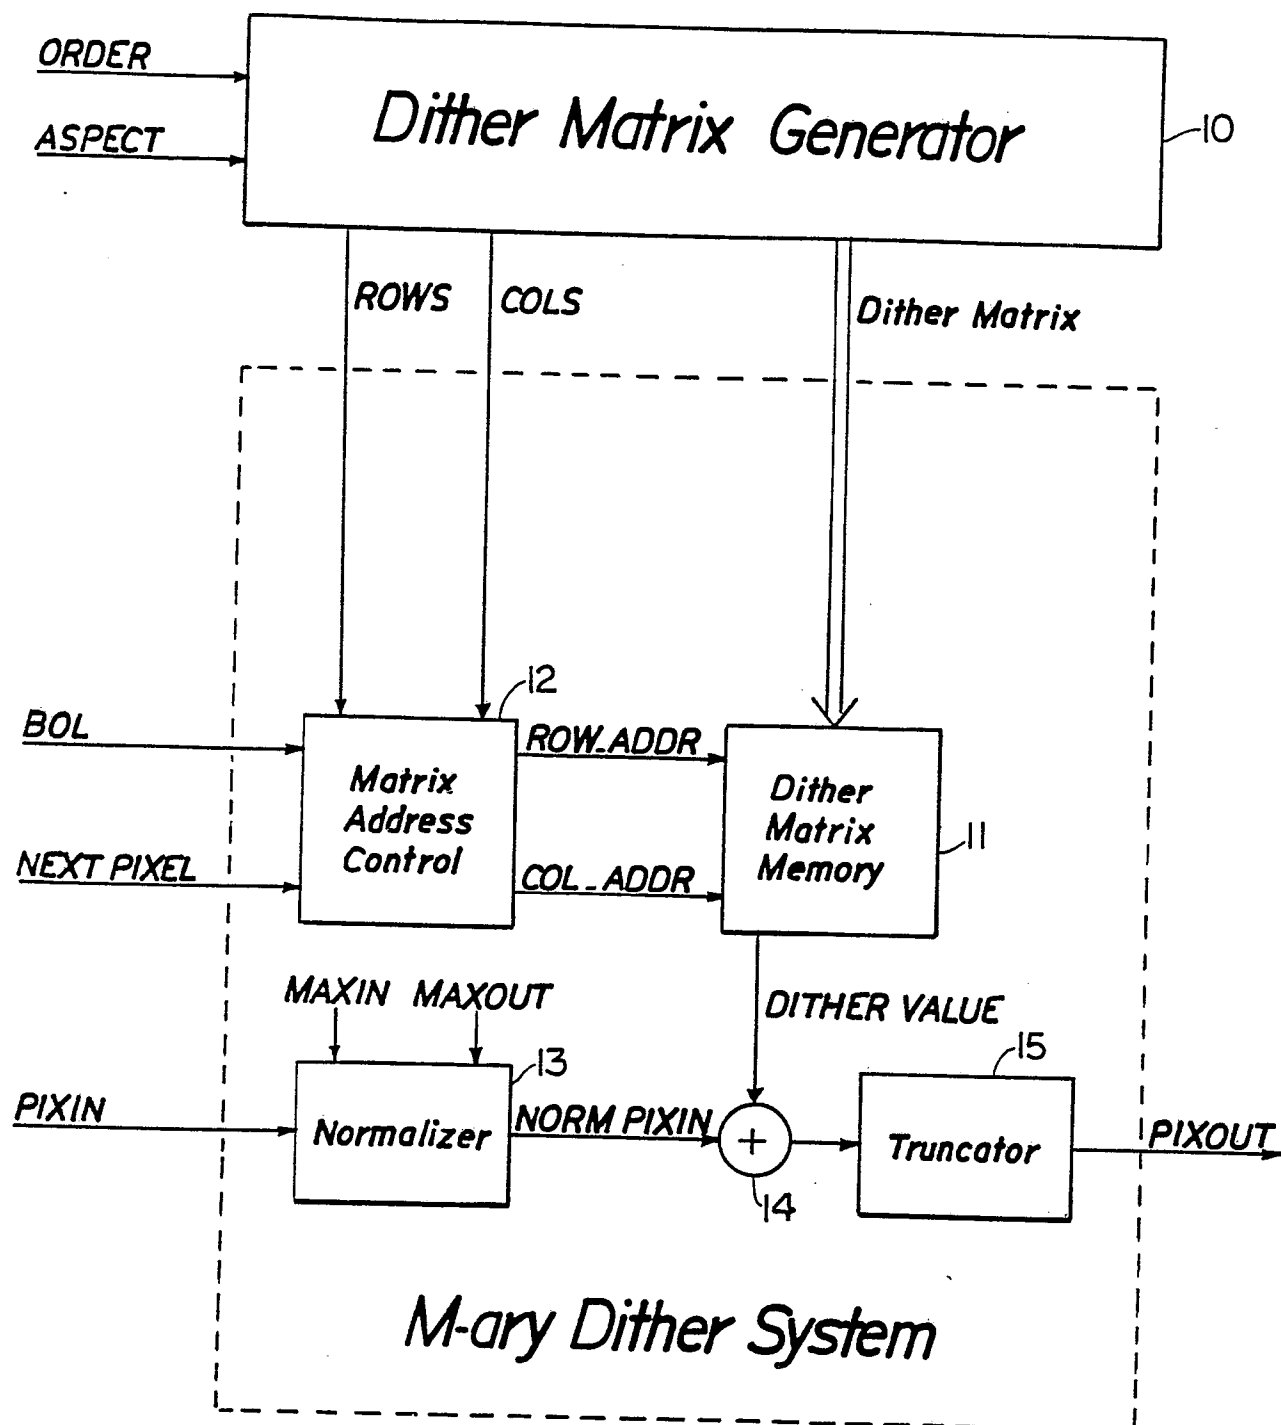 ORDER
Dither Matrix Generator
10
ASPECT
ROWS
COLS
Dither Matrix
12
BOL
ROW_ADDR
Matrix
Address
Control
Dither
Matrix
Memory
11
NEXT PIXEL
COL_ADDR
MAXIN
MAXOUT
DITHER VALUE
13
15
PIXIN
Normalizer
NORM PIXIN
+
14
Truncator
PIXOUT
M-ary Dither System